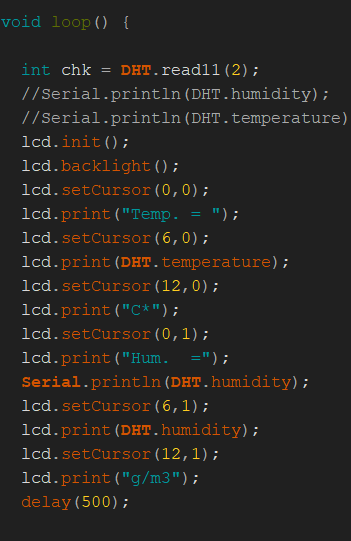 void loop() {
int chk = DHT.read11(2);
//Serial.println(DHT.humidity);
//Serial.println(DHT.temperature)
lcd.init();
lcd.backlight();
lcd.setCursor(0,0);
lcd.print("Temp. = ");
lcd.setCursor(6,0);
lcd.print(DHT.temperature);
lcd.setCursor(12,0);
lcd.print("C*");
lcd.setCursor(0,1);
lcd.print("Hum.  =");
Serial.println(DHT.humidity);
lcd.setCursor(6,1);
lcd.print(DHT.humidity);
lcd.setCursor(12,1);
lcd.print("g/m3");
delay(500);